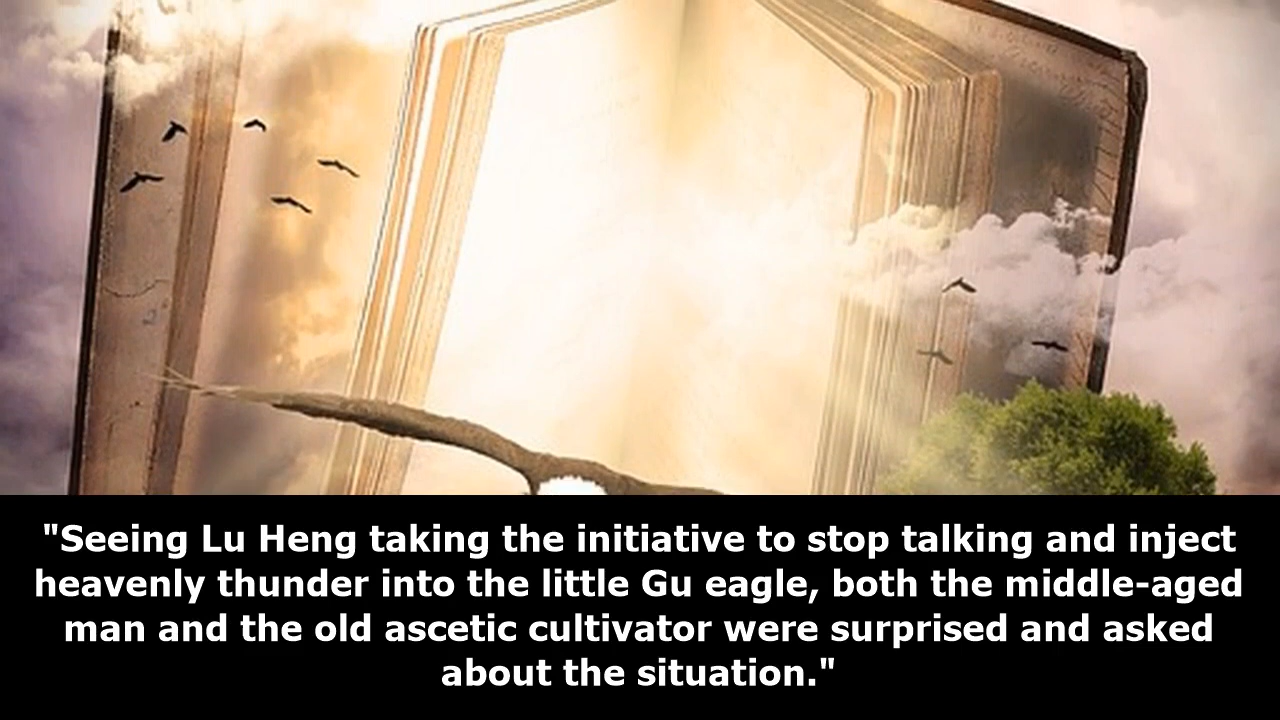 "Seeing Lu Heng taking the initiative to stop talking and inject
heavenly thunder into the little Gu eagle, both the middle-aged
man and the old ascetic cultivator were surprised and asked
about the situation."